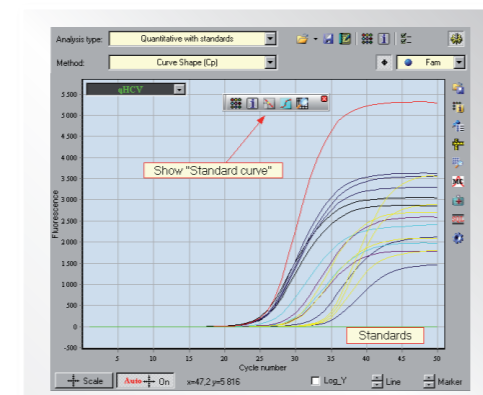 Analysis type: Quantitative with standards
Method: Curve Shape (Cp) Fam
qHCV
Show "Standard curve"
Standards
Fluorescence
5 500
5 000
4 500
4 000
3 500
3 000
2 500
2 000
1 500
1 000
500
0
-500
5 10 15 20 25 30 35 40 45 50
Cycle number
Scale Auto On x=47,2 y=5 816 Log_Y Line Marker